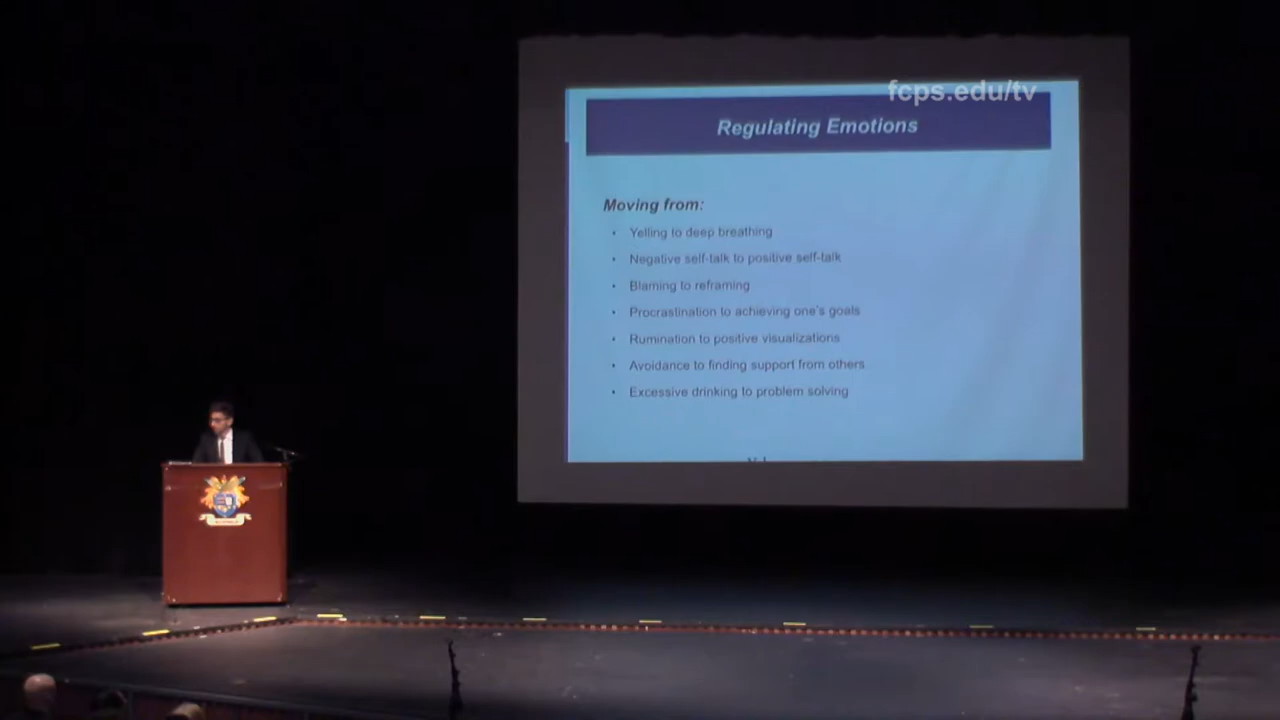 fcps.edu/tv
Regulating Emotions
Moving from:
• Yelling to deep breathing
• Negative self-talk to positive self-talk
• Blaming to reframing
• Procrastination to achieving one's goals
• Rumination to positive visualizations
• Avoidance to finding support from others
• Excessive drinking to problem solving